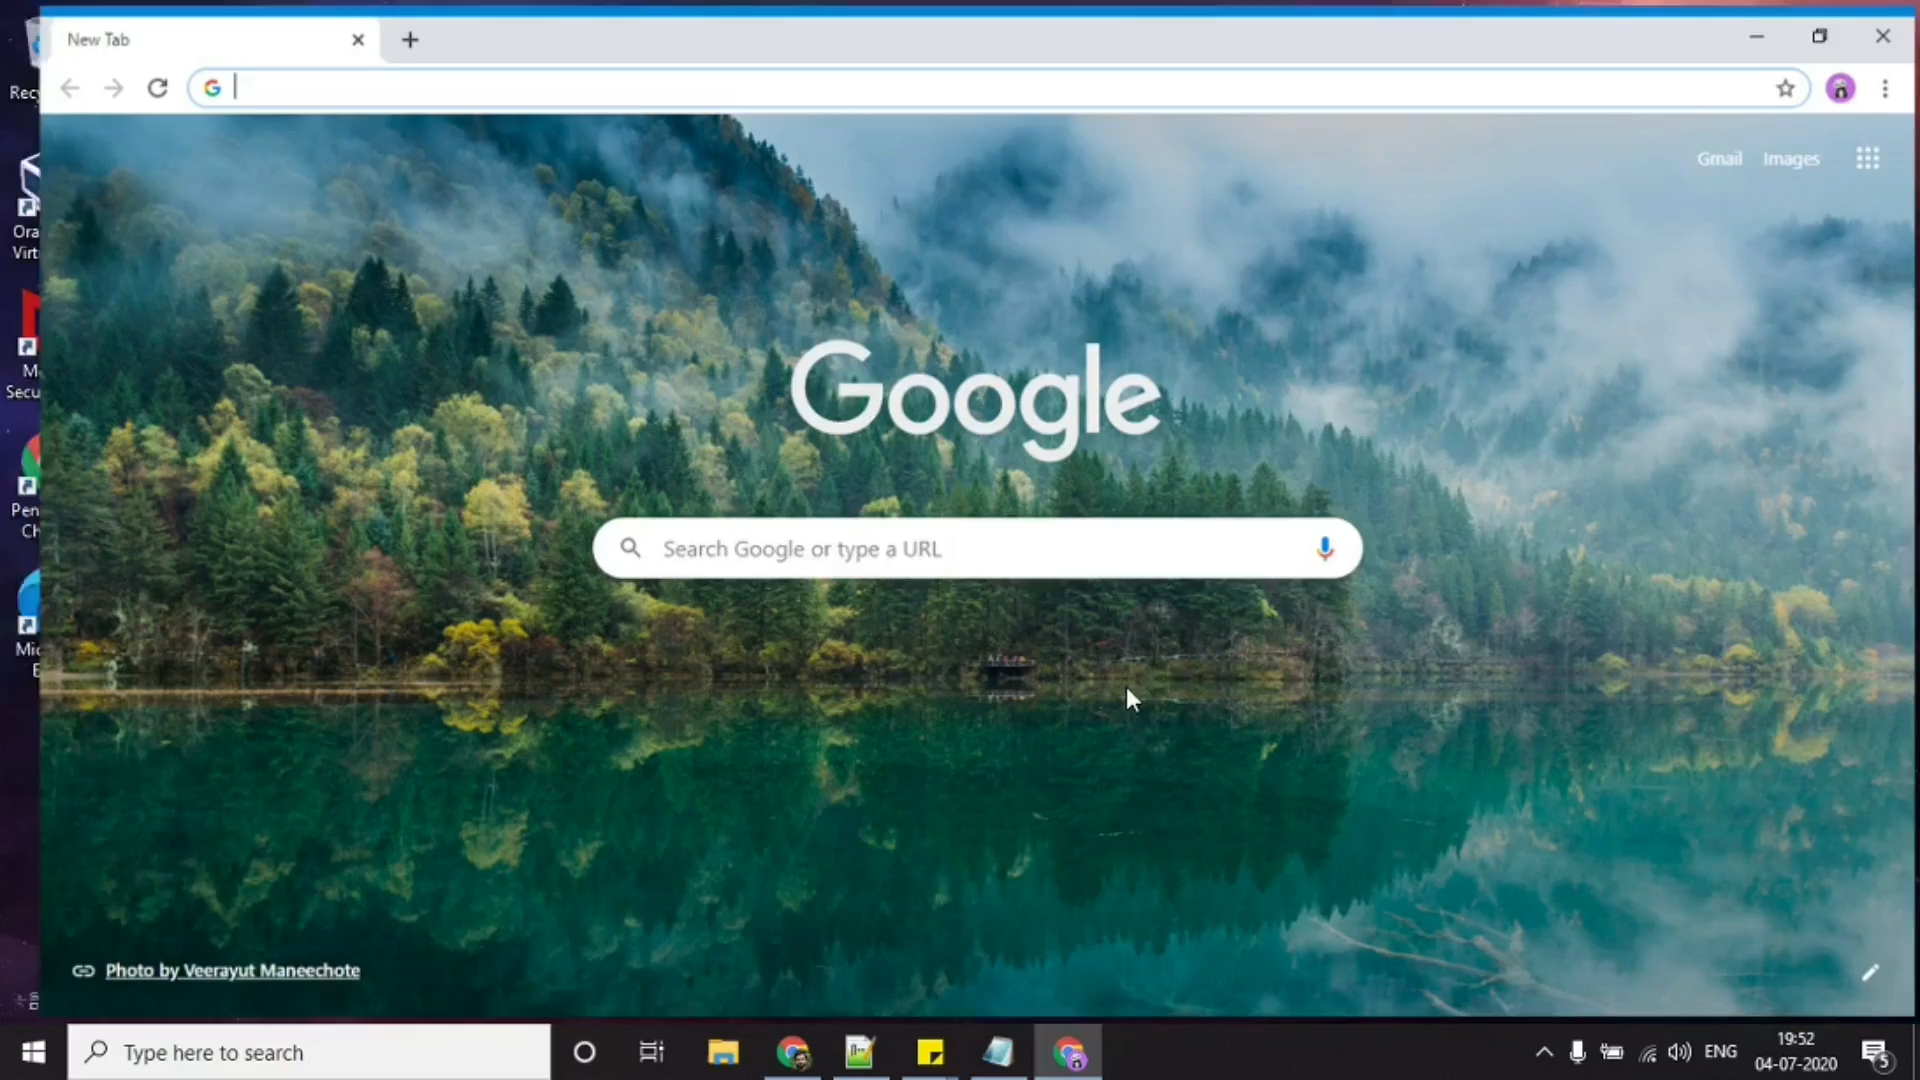 New Tab
Gmail Images
Google
Search Google or type a URL
Photo by Veerayut Maneechote
Type here to search
ENG
19:52
04-07-2020
5